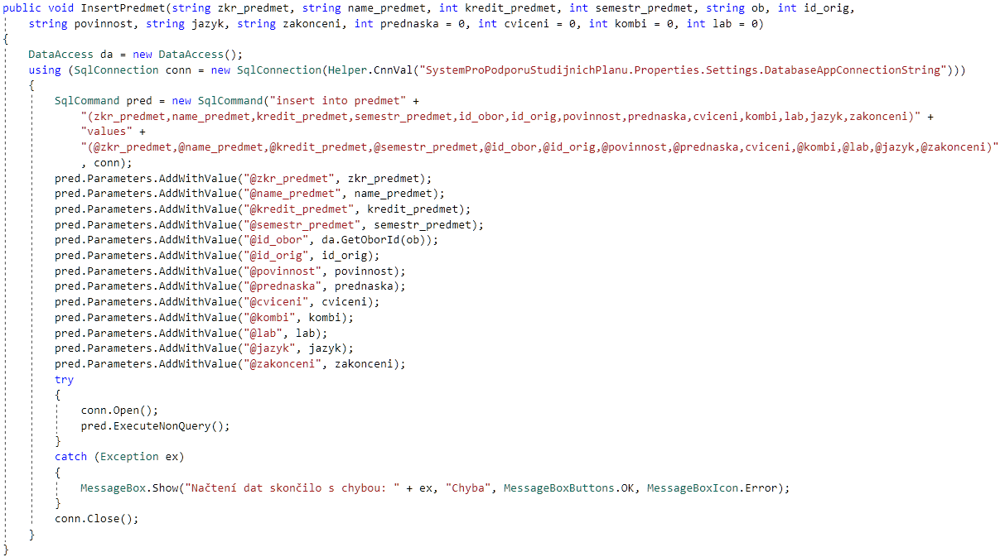 public void InsertPredmet(string zkr_predmet, string name_predmet, int kredit_predmet, int semestr_predmet, string ob, int id_orig,
    string povinnost, string jazyk, string zakonceni, int prednaska = 0, int cviceni = 0, int kombi = 0, int lab = 0)
{
    DataAccess da = new DataAccess();
    using (SqlConnection conn = new SqlConnection(Helper.CnnVal("SystemProPodporuStudijnichPlanu.Properties.Settings.DatabaseAppConnectionString")))
    {
        SqlCommand pred = new SqlCommand("insert into predmet" +
            "(zkr_predmet,name_predmet,kredit_predmet,semestr_predmet,id_obor,id_orig,povinnost,prednaska,cviceni,kombi,lab,jazyk,zakonceni)" +
            "values" +
            "(@zkr_predmet,@name_predmet,@kredit_predmet,@semestr_predmet,@id_obor,@id_orig,@povinnost,@prednaska,cviceni,@kombi,@lab,@jazyk,@zakonceni)"
            , conn);
        pred.Parameters.AddWithValue("@zkr_predmet", zkr_predmet);
        pred.Parameters.AddWithValue("@name_predmet", name_predmet);
        pred.Parameters.AddWithValue("@kredit_predmet", kredit_predmet);
        pred.Parameters.AddWithValue("@semestr_predmet", semestr_predmet);
        pred.Parameters.AddWithValue("@id_obor", da.GetOborId(ob));
        pred.Parameters.AddWithValue("@id_orig", id_orig);
        pred.Parameters.AddWithValue("@povinnost", povinnost);
        pred.Parameters.AddWithValue("@prednaska", prednaska);
        pred.Parameters.AddWithValue("@cviceni", cviceni);
        pred.Parameters.AddWithValue("@kombi", kombi);
        pred.Parameters.AddWithValue("@lab", lab);
        pred.Parameters.AddWithValue("@jazyk", jazyk);
        pred.Parameters.AddWithValue("@zakonceni", zakonceni);
        try
        {
            conn.Open();
            pred.ExecuteNonQuery();
        }
        catch (Exception ex)
        {
            MessageBox.Show("Načtení dat skončilo s chybou: " + ex, "Chyba", MessageBoxButtons.OK, MessageBoxIcon.Error);
        }
        conn.Close();
    }
}